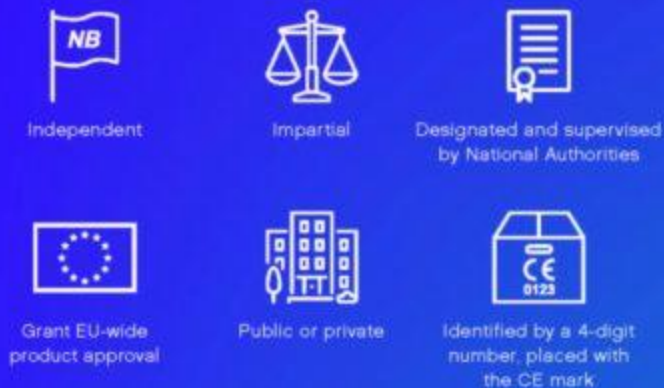 NB
Independent
Impartial
Designated and supervised
by National Authorities
Grant EU-wide
product approval
Public or private
CE
0123
Identified by a 4-digit
number, placed with
the CE mark